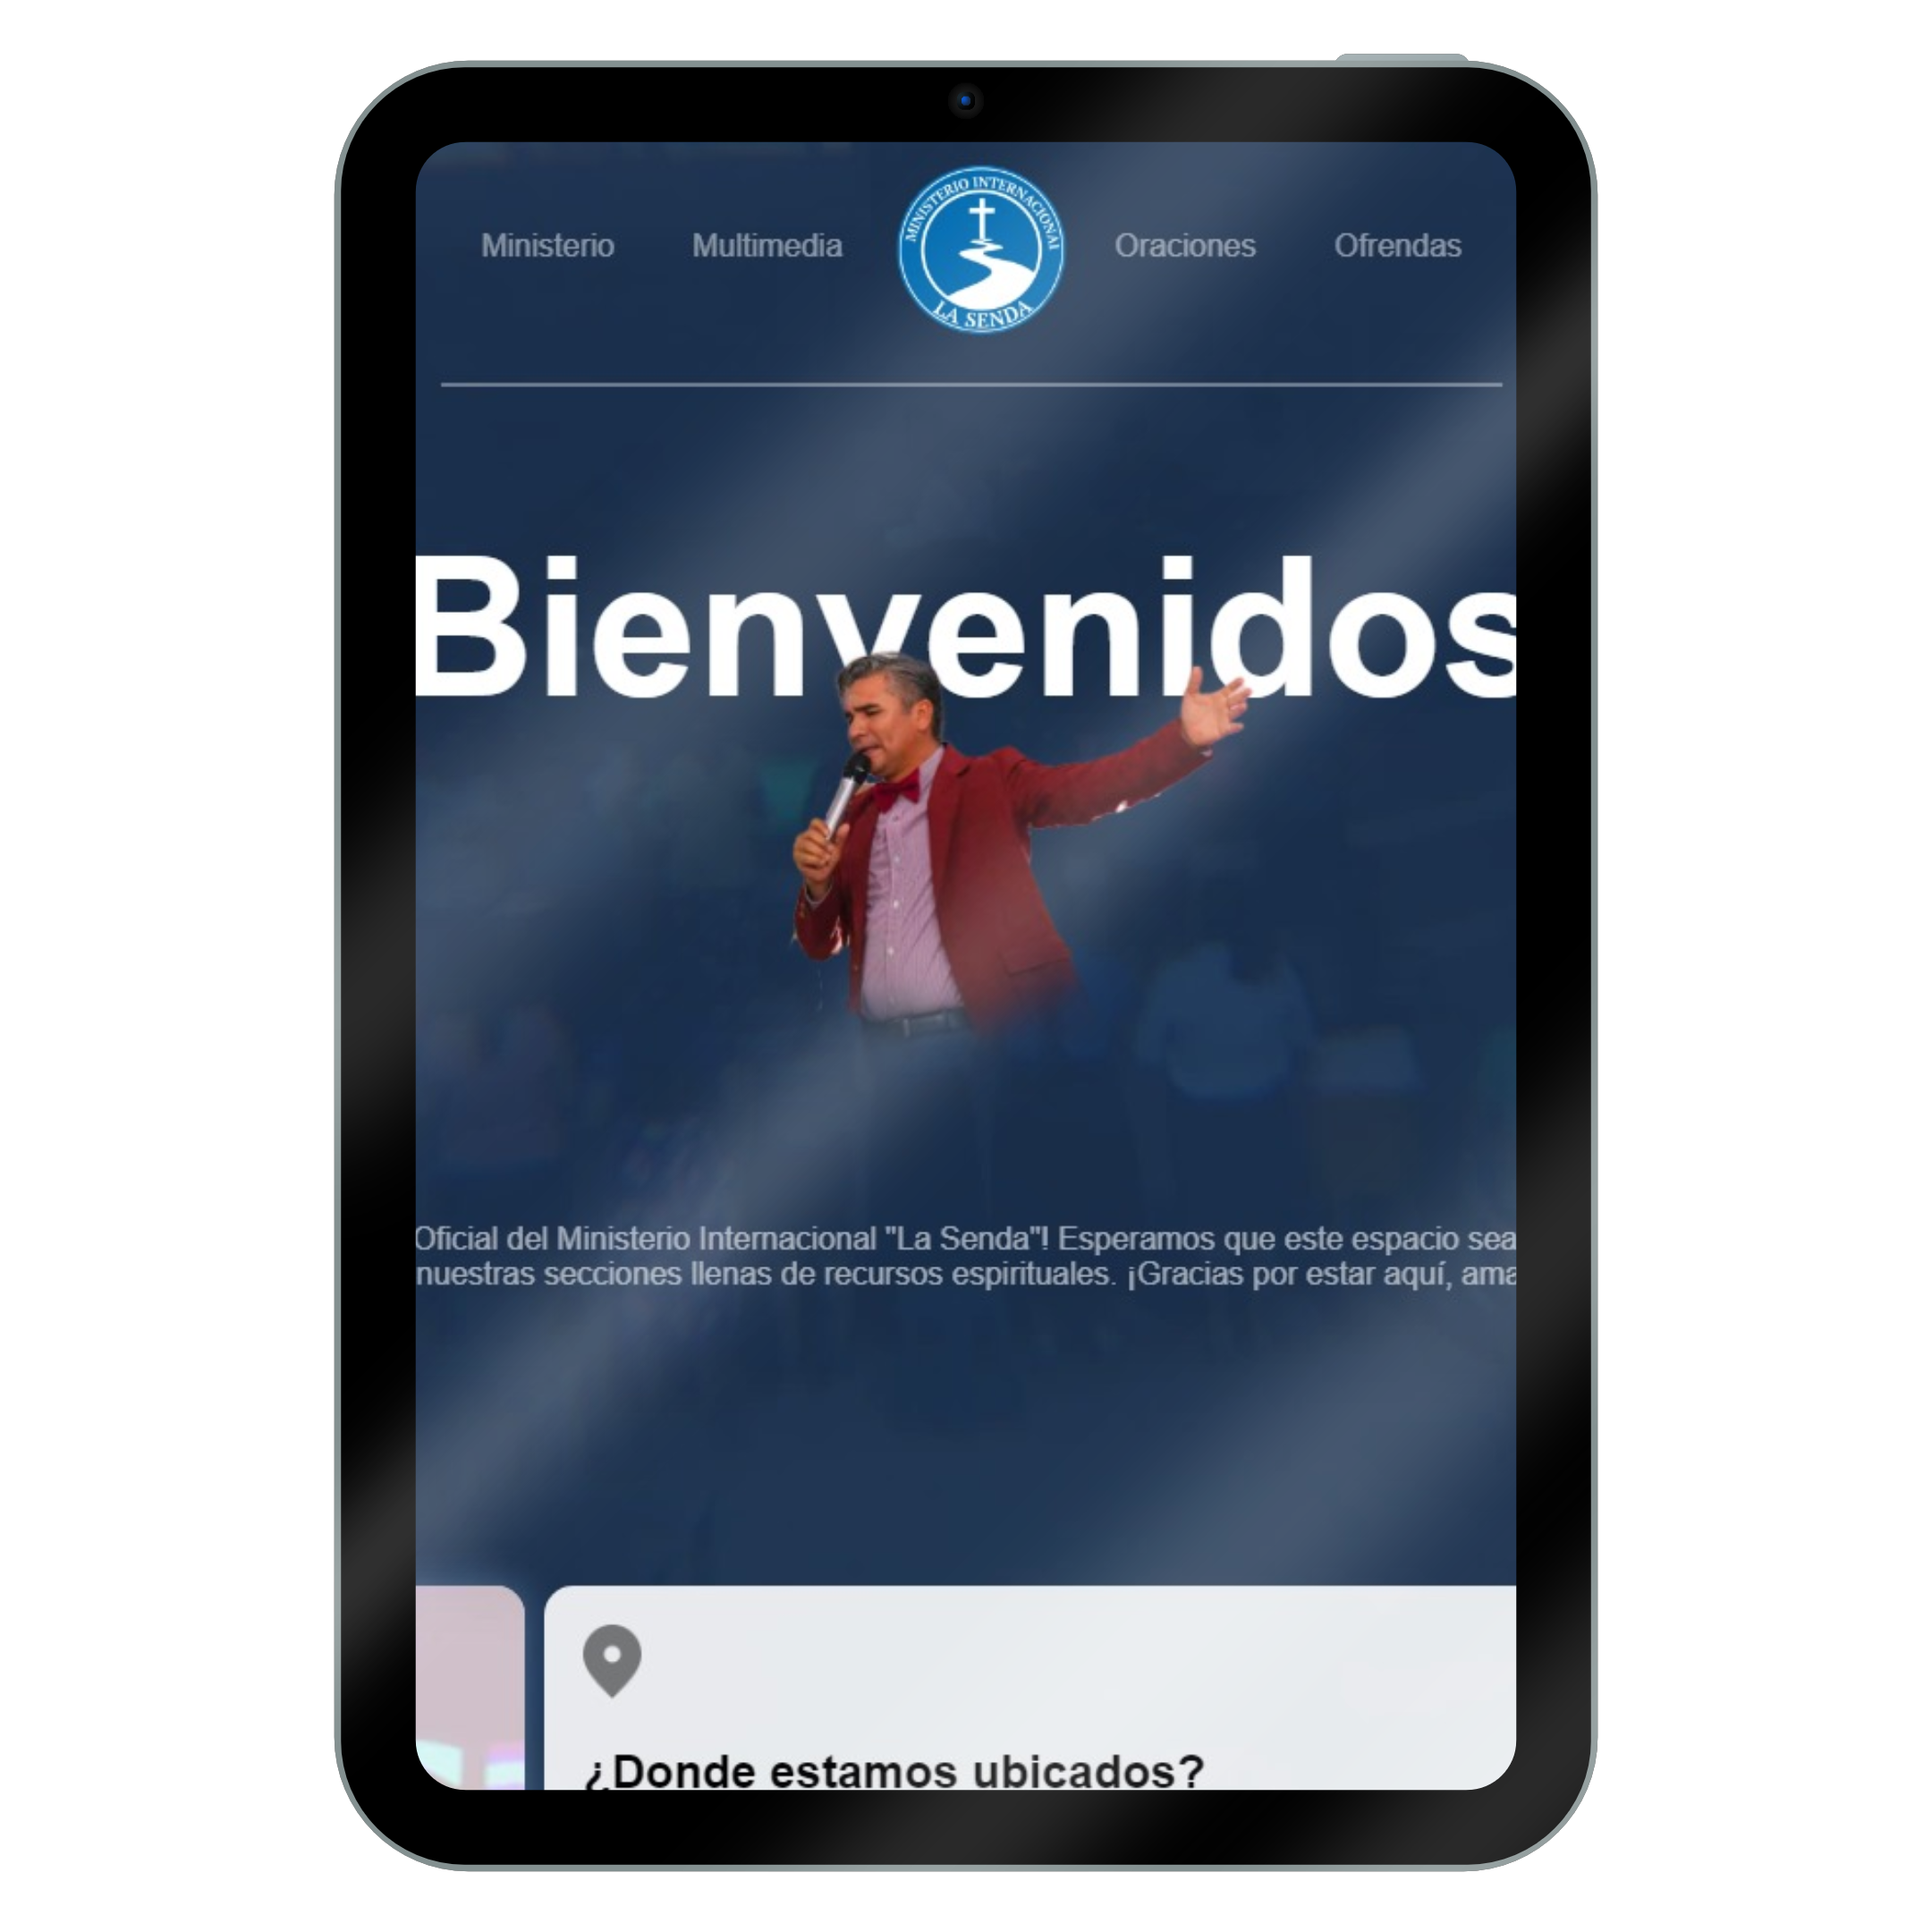 Ministerio
Multimedia
MINISTERIO INTERNACIONAL
LA SENDA
Oraciones
Ofrendas
Bienvenidos
Oficial del Ministerio Internacional "La Senda"! Esperamos que este espacio sea
nuestras secciones llenas de recursos espirituales. ¡Gracias por estar aquí, ama
¿Donde estamos ubicados?